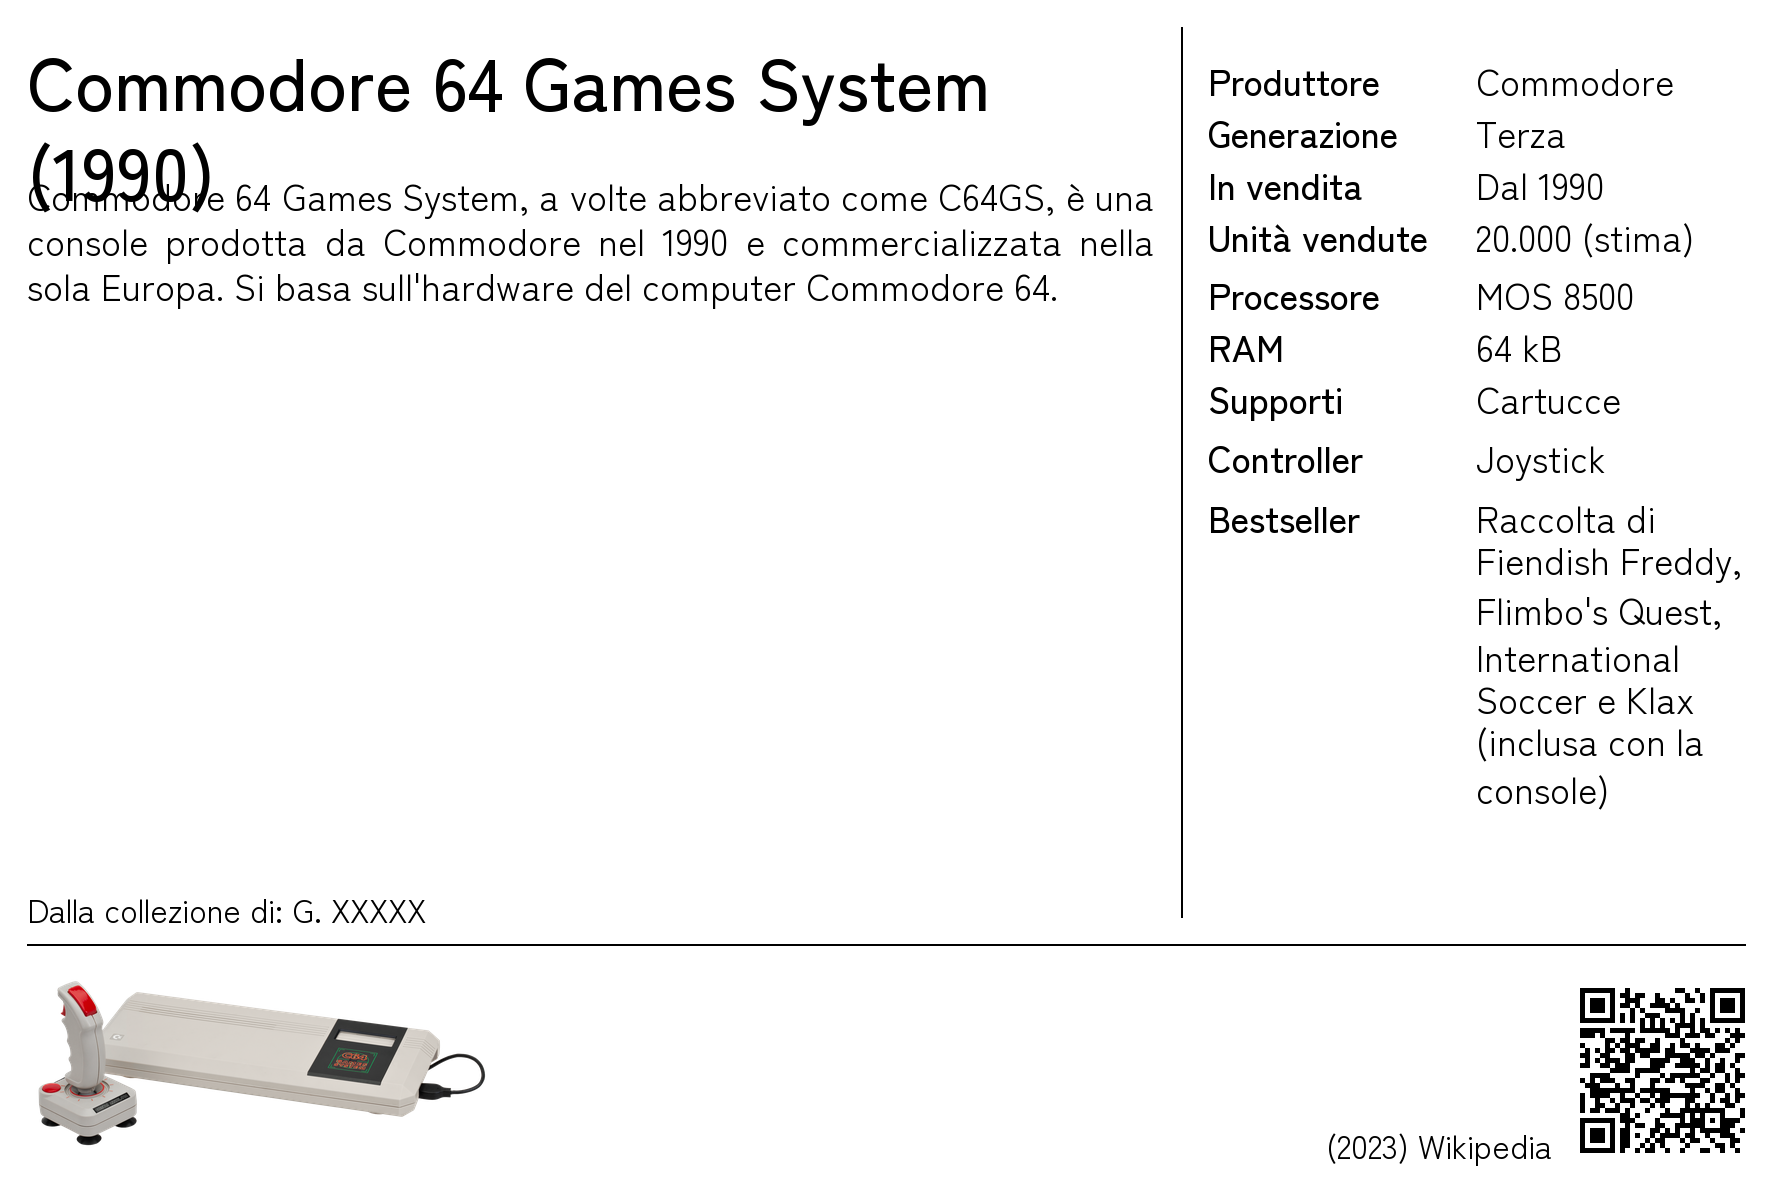 Commodore 64 Games System
(1990)
Commodore 64 Games System, a volte abbreviato come C64GS, è una
console prodotta da Commodore nel 1990 e commercializzata nella
sola Europa. Si basa sull'hardware del computer Commodore 64.
Dalla collezione di: G. XXXXX
Produttore Commodore
Generazione Terza
In vendita Dal 1990
Unità vendute 20.000 (stima)
Processore MOS 8500
RAM 64 kB
Supporti Cartucce
Controller Joystick
Bestseller Raccolta di
Fiendish Freddy,
Flimbo's Quest,
International
Soccer e Klax
(inclusa con la
console)
(2023) Wikipedia